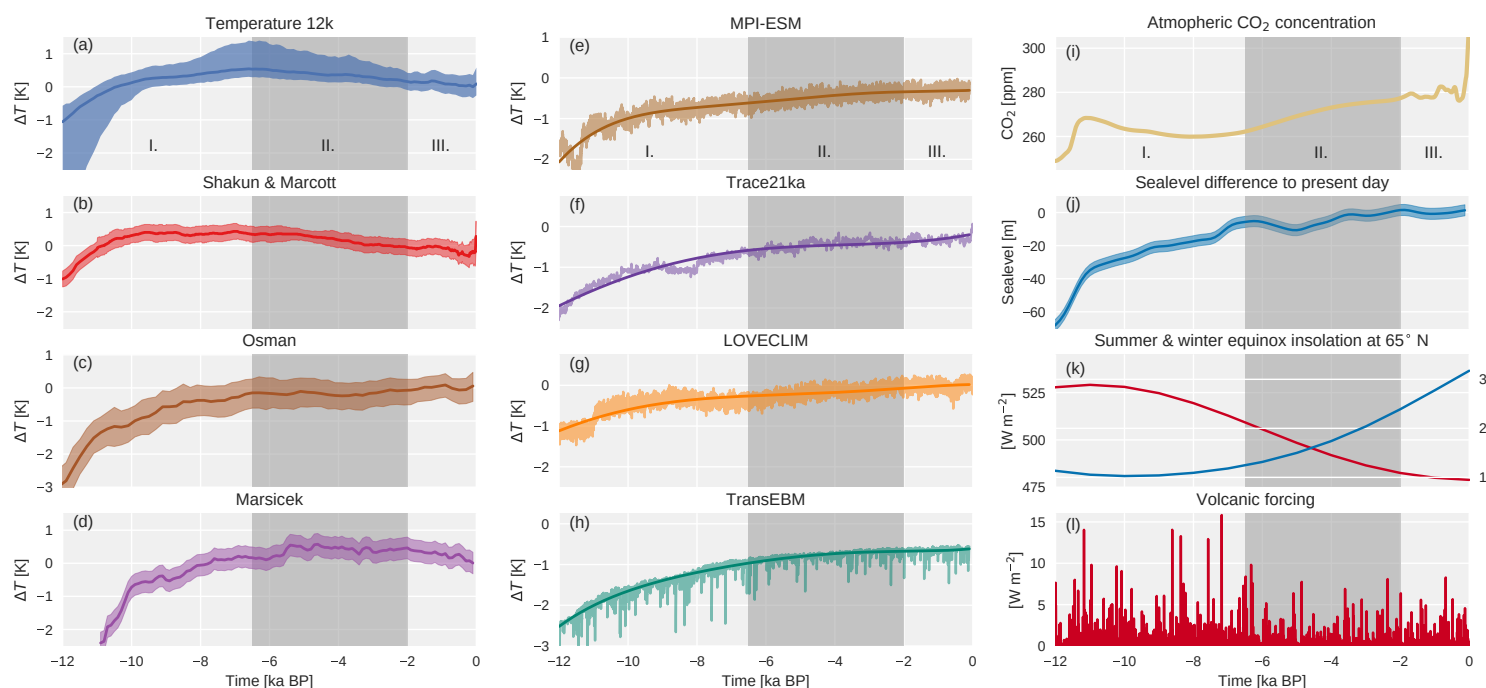 Temperature 12k
(a)
1
0
−1
−2
ΔT [K]
I.
II.
III.
Shakun & Marcott
(b)
1
0
−1
−2
ΔT [K]
Osman
(c)
1
0
−1
−2
−3
ΔT [K]
Marsicek
(d)
1
0
−1
−2
ΔT [K]
−12 −10 −8 −6 −4 −2 0
Time [ka BP]
MPI-ESM
(e)
1
0
−1
−2
ΔT [K]
I.
II.
III.
Trace21ka
(f)
0
−1
−2
ΔT [K]
LOVECLIM
(g)
0
−1
−2
ΔT [K]
TransEBM
(h)
0
−1
−2
−3
ΔT [K]
−12 −10 −8 −6 −4 −2 0
Time [ka BP]
Atmopheric CO₂ concentration
(i)
300
280
260
CO₂ [ppm]
I.
II.
III.
Sealevel difference to present day
(j)
0
−20
−40
−60
Sealevel [m]
Summer & winter equinox insolation at 65° N
(k)
525
500
475
[W m⁻²]
3
2
1
Volcanic forcing
(l)
15
10
5
0
[W m⁻²]
−12 −10 −8 −6 −4 −2 0
Time [ka BP]